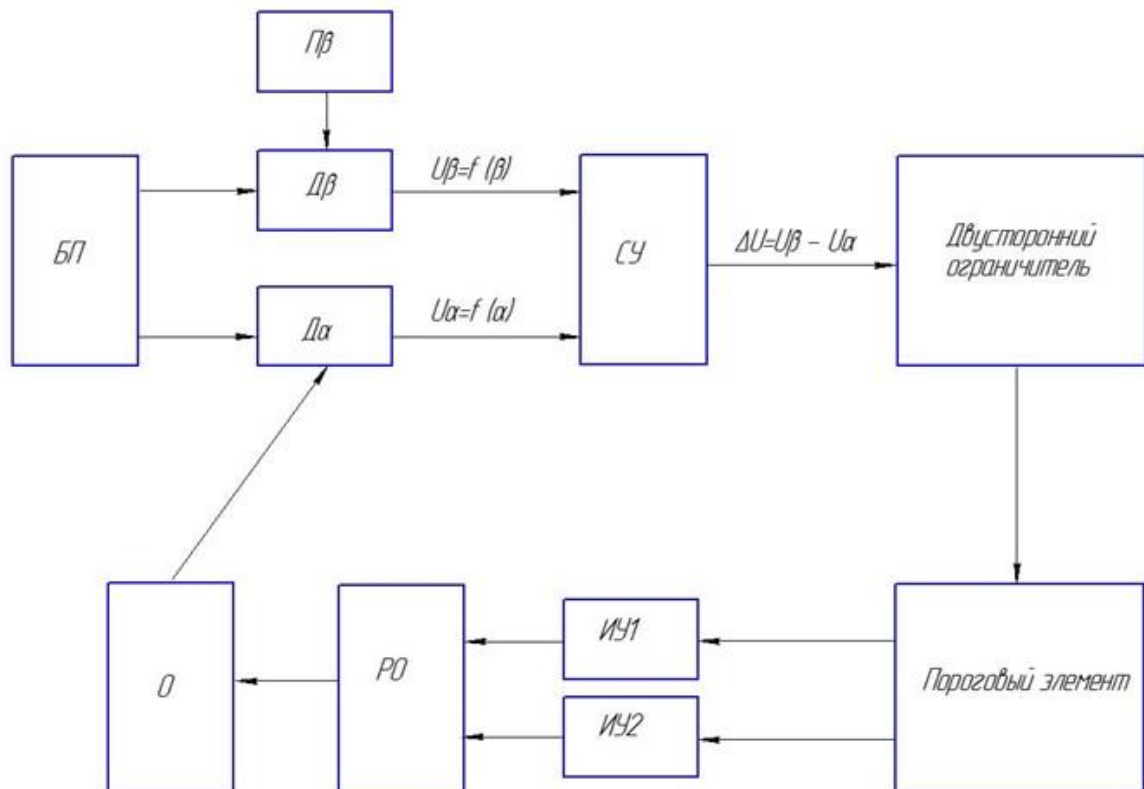 Пβ
Дβ
Uβ=f (β)
БП
СУ
ΔU=Uβ – Uα
Двусторонний
ограничитель
Дα
Uα=f (α)
О
РО
ИУ1
ИУ2
Пороговый элемент